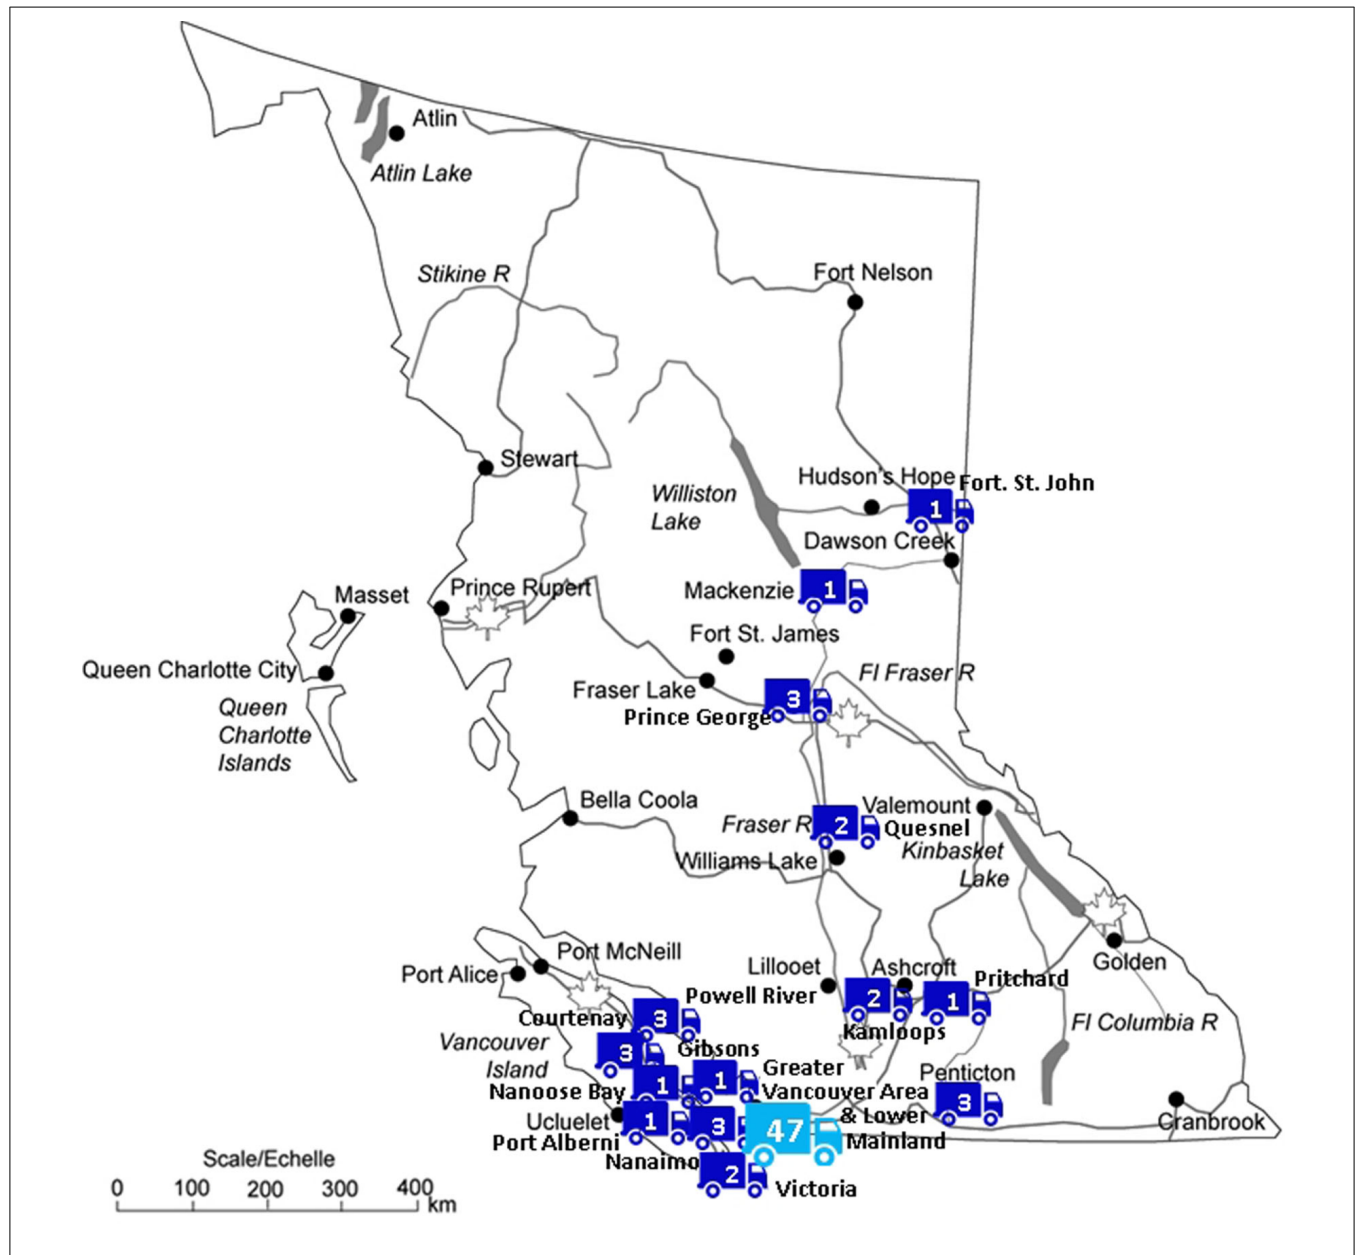 Atlin
Atlin Lake
Stikine R
Fort Nelson
Stewart
Hudson's Hope
Fort. St. John
1
Williston
Lake
Dawson Creek
Mackenzie
1
Masset
Prince Rupert
Fort St. James
Queen Charlotte City
Fraser Lake
Fl Fraser R
3
Prince George
Queen
Charlotte
Islands
Bella Coola
Valemount
Fraser R
2
Quesnel
Kinbasket
Lake
Williams Lake
Port McNeill
Port Alice
Lillooet
Ashcroft
Pritchard
2
1
Kamloops
Golden
Powell River
3
Courtenay
Fl Columbia R
Vancouver
Island
3
Gibsons
Greater
Vancouver Area
& Lower
Mainland
Penticton
3
Nanoose Bay
1
1
Ucluelet
1
Port Alberni
3
47
Cranbrook
Nanaimo
2
Victoria
Scale/Echelle
0 100 200 300 400
km